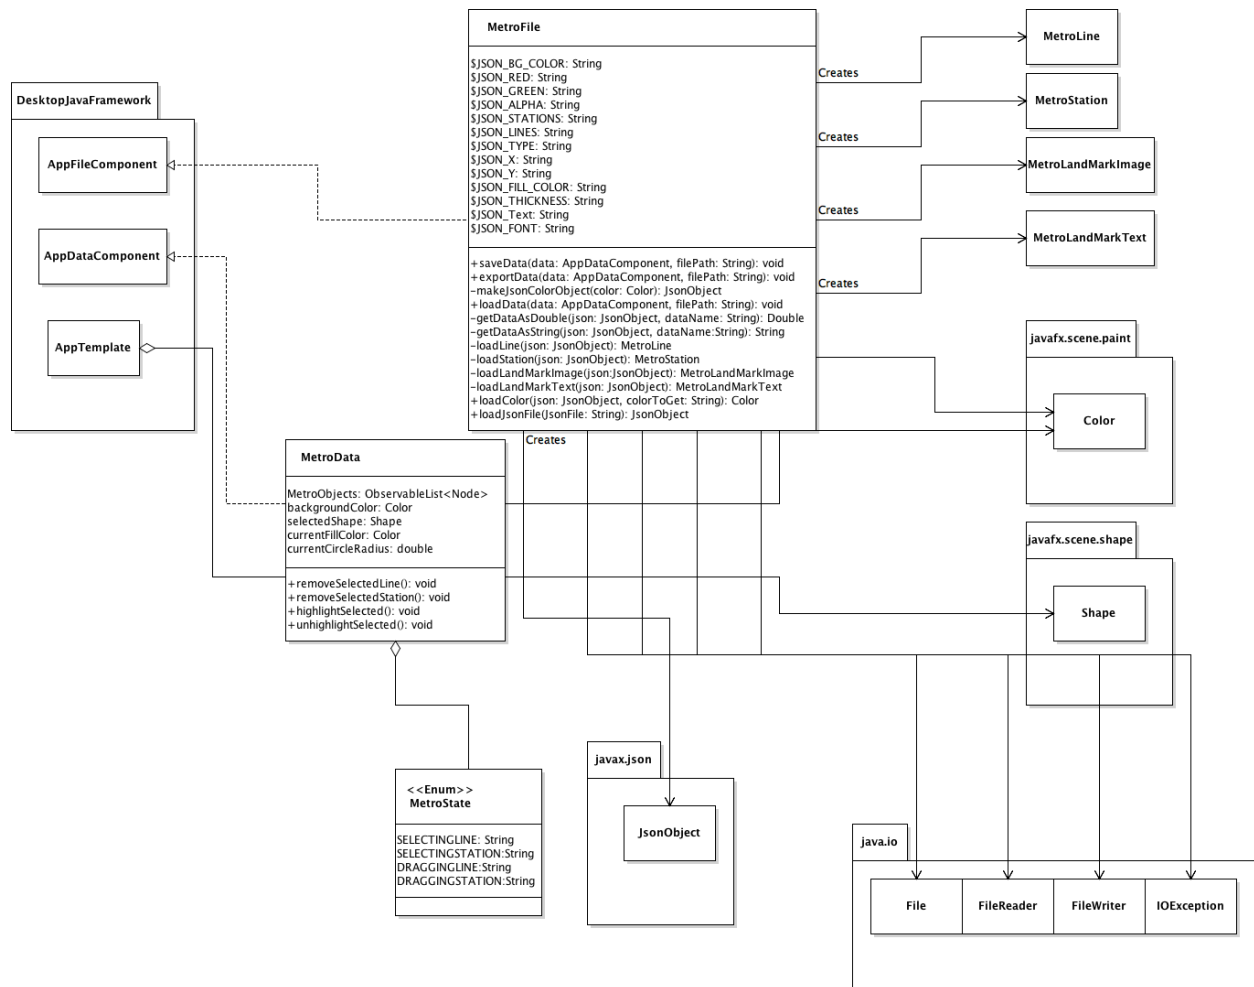 MetroFile
$JSON_BG_COLOR: String
$JSON_RED: String
$JSON_GREEN: String
$JSON_ALPHA: String
$JSON_STATIONS: String
$JSON_LINES: String
$JSON_TYPE: String
$JSON_X: String
$JSON_Y: String
$JSON_FILL_COLOR: String
$JSON_THICKNESS: String
$JSON_Text: String
$JSON_FONT: String
+saveData(data: AppDataComponent, filePath: String): void
+exportData(data: AppDataComponent, filePath: String): void
-makeJsonColorObject(color: Color): JsonObject
+loadData(data: AppDataComponent, filePath: String): void
-getDataAsDouble(json: JsonObject, dataName: String): Double
-getDataAsString(json: JsonObject, dataName:String): String
-loadLine(json: JsonObject): MetroLine
-loadStation(json: JsonObject): MetroStation
-loadLandMarkImage(json:JsonObject): MetroLandMarkImage
-loadLandMarkText(json: JsonObject): MetroLandMarkText
+loadColor(json: JsonObject, colorToGet: String): Color
+loadJsonFile(JsonFile: String): JsonObject
Creates
MetroLine
Creates
MetroStation
Creates
MetroLandMarkImage
Creates
MetroLandMarkText
DesktopJavaFramework
AppFileComponent
AppDataComponent
AppTemplate
javafx.scene.paint
Color
Creates
MetroData
MetroObjects: ObservableList<Node>
backgroundColor: Color
selectedShape: Shape
currentFillColor: Color
currentCircleRadius: double
+removeSelectedLine(): void
+removeSelectedStation(): void
+highlightSelected(): void
+unhighlightSelected(): void
javafx.scene.shape
Shape
<<Enum>>
MetroState
SELECTINGLINE: String
SELECTINGSTATION:String
DRAGGINGLINE:String
DRAGGINGSTATION:String
javax.json
JsonObject
java.io
File
FileReader
FileWriter
IOException